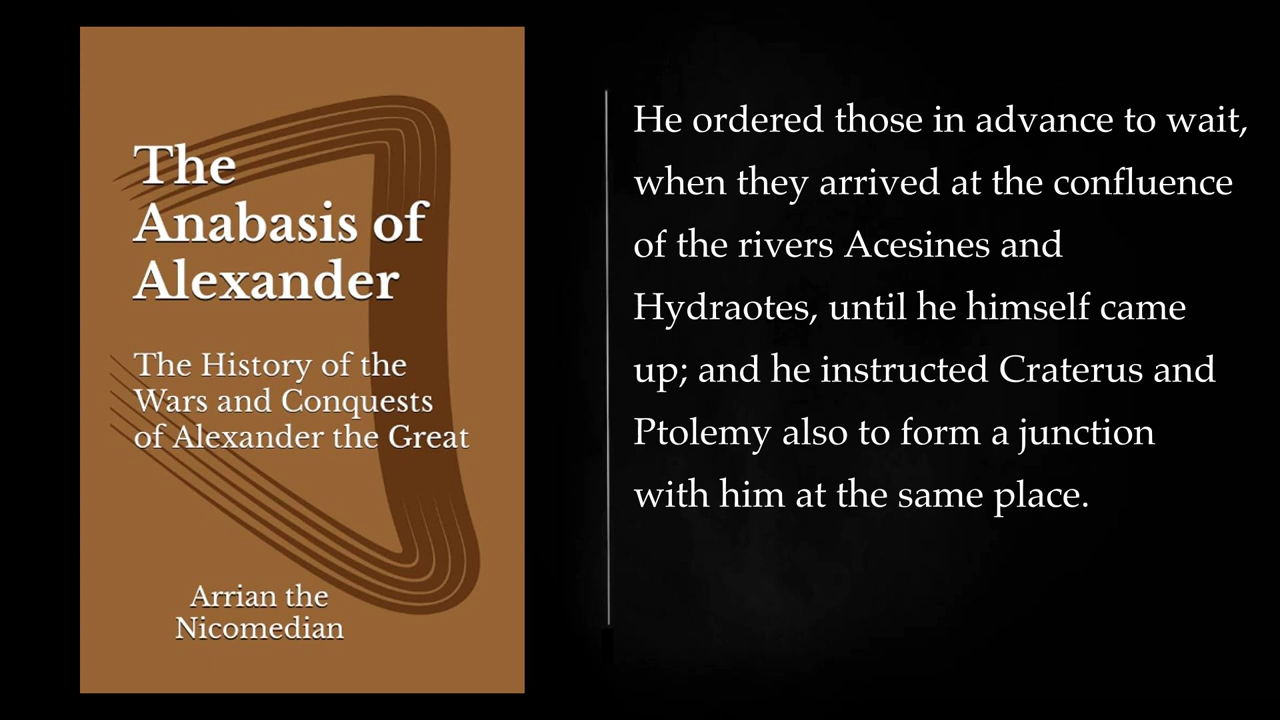 The
Anabasis of
Alexander
The History of the
Wars and Conquests
of Alexander the Great
Arrian the
Nicomedian
He ordered those in advance to wait,
when they arrived at the confluence
of the rivers Acesines and
Hydraotes, until he himself came
up; and he instructed Craterus and
Ptolemy also to form a junction
with him at the same place.